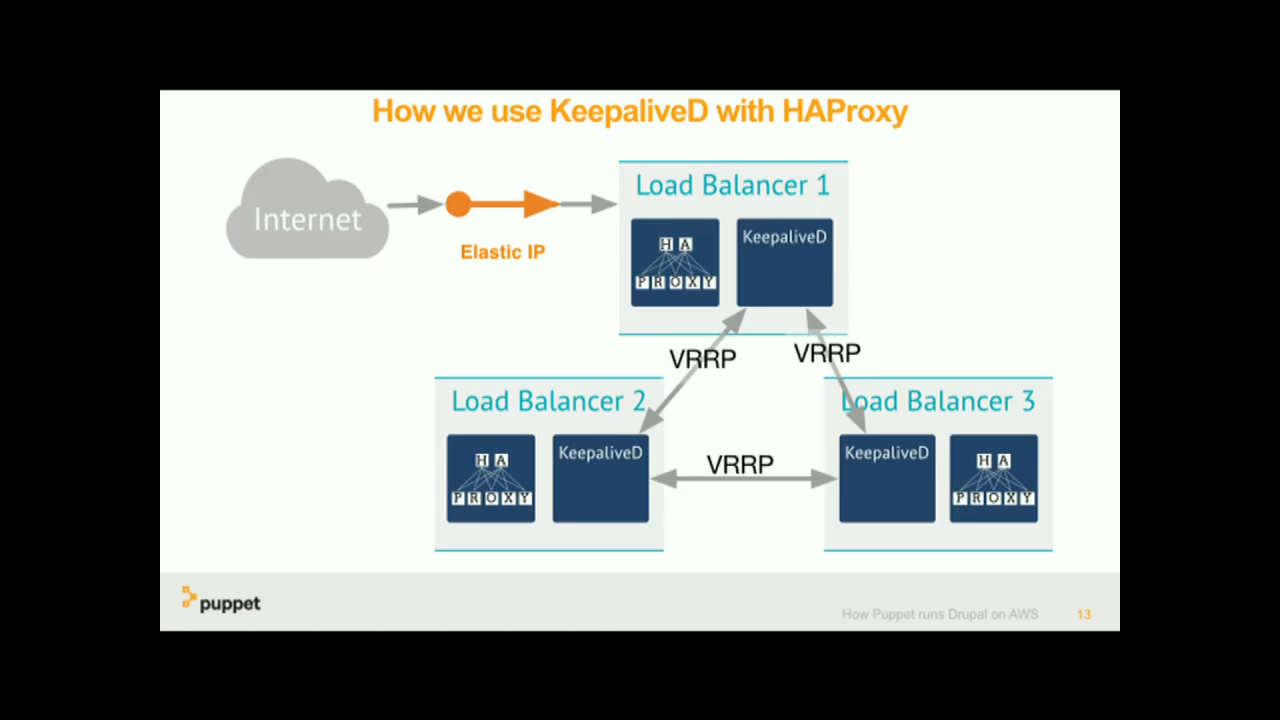 How we use KeepaliveD with HAProxy
Internet
Elastic IP
Load Balancer 1
H A
P R O X Y
KeepaliveD
VRRP
VRRP
Load Balancer 2
H A
P R O X Y
KeepaliveD
VRRP
Load Balancer 3
KeepaliveD
H A
P R O X Y
puppet
How Puppet runs Drupal on AWS
13